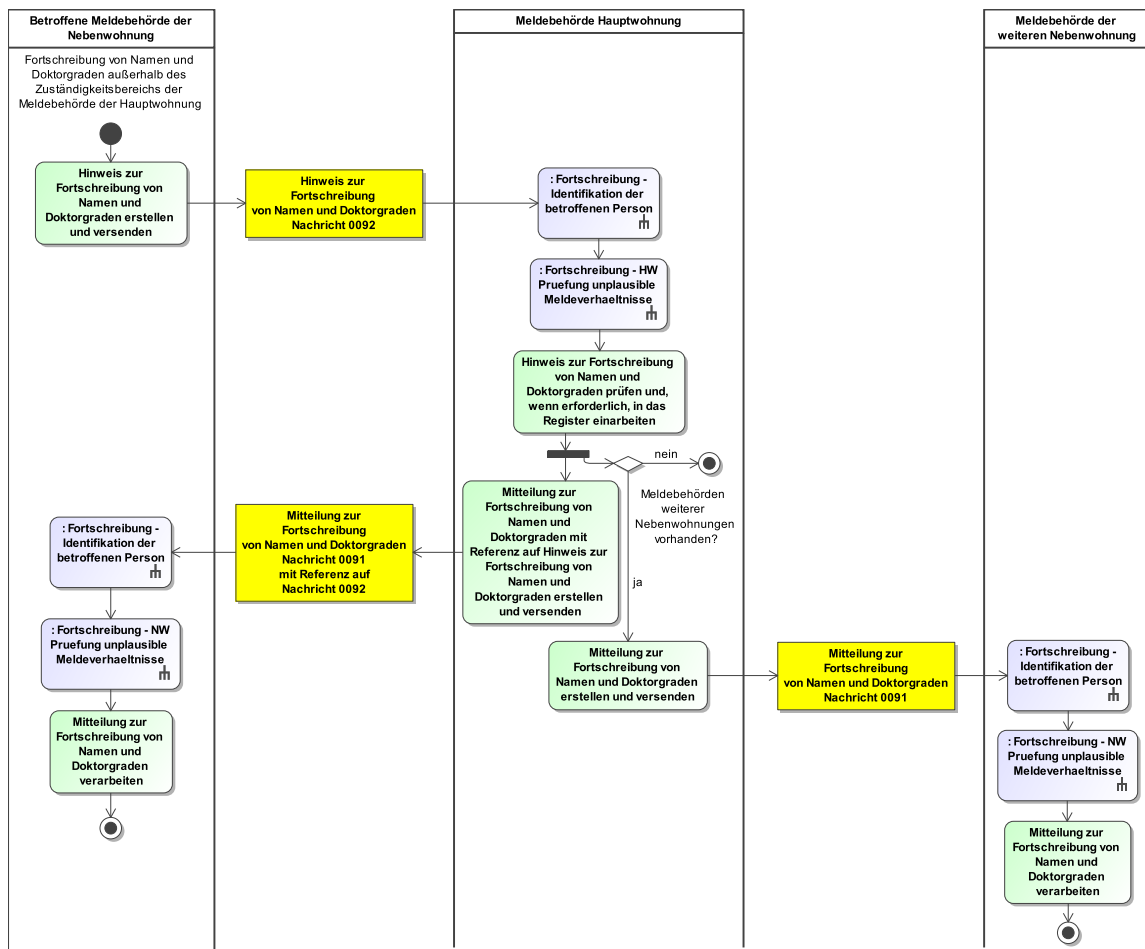 Betroffene Meldebehörde der
Nebenwohnung
Meldebehörde Hauptwohnung
Meldebehörde der
weiteren Nebenwohnung
Fortschreibung von Namen und
Doktorgraden außerhalb des
Zuständigkeitsbereichs der
Meldebehörde der Hauptwohnung
Hinweis zur
Fortschreibung von
Namen und
Doktorgraden erstellen
und versenden
Hinweis zur
Fortschreibung
von Namen und Doktorgraden
Nachricht 0092
: Fortschreibung -
Identifikation der
betroffenen Person
: Fortschreibung - HW
Pruefung unplausible
Meldeverhaeltnisse
Hinweis zur Fortschreibung
von Namen und
Doktorgraden prüfen und,
wenn erforderlich, in das
Register einarbeiten
nein
Meldebehörden
weiterer
Nebenwohnungen
vorhanden?
ja
Mitteilung zur
Fortschreibung von
Namen und
Doktorgraden mit
Referenz auf Hinweis zur
Fortschreibung von
Namen und
Doktorgraden erstellen
und versenden
Mitteilung zur
Fortschreibung
von Namen und Doktorgraden
Nachricht 0091
mit Referenz auf
Nachricht 0092
: Fortschreibung -
Identifikation der
betroffenen Person
: Fortschreibung - NW
Pruefung unplausible
Meldeverhaeltnisse
Mitteilung zur
Fortschreibung von
Namen und
Doktorgraden
verarbeiten
Mitteilung zur
Fortschreibung von
Namen und Doktorgraden
erstellen und versenden
Mitteilung zur
Fortschreibung
von Namen und Doktorgraden
Nachricht 0091
: Fortschreibung -
Identifikation der
betroffenen Person
: Fortschreibung - NW
Pruefung unplausible
Meldeverhaeltnisse
Mitteilung zur
Fortschreibung von
Namen und
Doktorgraden
verarbeiten